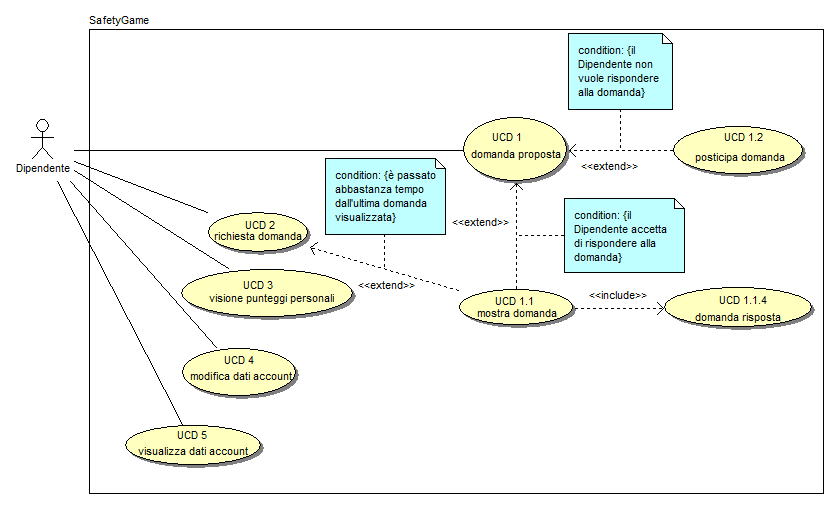 SafetyGame
condition: {il
Dipendente non
vuole rispondere
alla domanda}
UCD 1
domanda proposta
UCD 1.2
posticipa domanda
<<extend>>
Dipendente
condition: {è passato
abbastanza tempo
dall'ultima domanda
visualizzata}
<<extend>>
condition: {il
Dipendente accetta
di rispondere alla
domanda}
UCD 2
richiesta domanda
UCD 3
visione punteggi personali
<<extend>>
UCD 1.1
mostra domanda
<<include>>
UCD 1.1.4
domanda risposta
UCD 4
modifica dati account
UCD 5
visualizza dati account